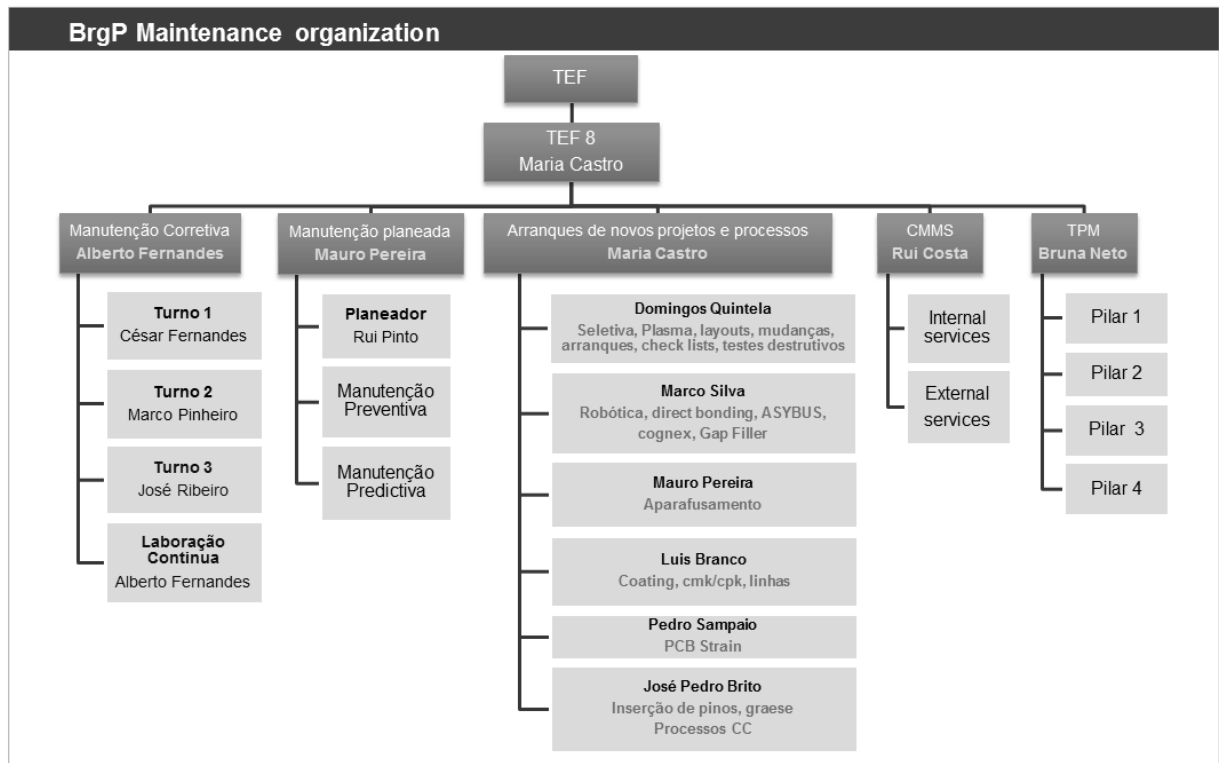 BrgP Maintenance organization
TEF
TEF 8
Maria Castro
Manutenção Corretiva
Alberto Fernandes
Turno 1
César Fernandes
Turno 2
Marco Pinheiro
Turno 3
José Ribeiro
Laboração
Continua
Alberto Fernandes
Manutenção planeada
Mauro Pereira
Planeador
Rui Pinto
Manutenção
Preventiva
Manutenção
Predictiva
Arranques de novos projetos e processos
Maria Castro
Domingos Quintela
Seletiva, Plasma, layouts, mudanças,
arranques, check lists, testes destrutivos
Marco Silva
Robótica, direct bonding, ASYBUS,
cognex, Gap Filler
Mauro Pereira
Aparafusamento
Luis Branco
Coating, cmk/cpk, linhas
Pedro Sampaio
PCB Strain
José Pedro Brito
Inserção de pinos, graese
Processos CC
CMMS
Rui Costa
Internal
services
External
services
TPM
Bruna Neto
Pilar 1
Pilar 2
Pilar 3
Pilar 4